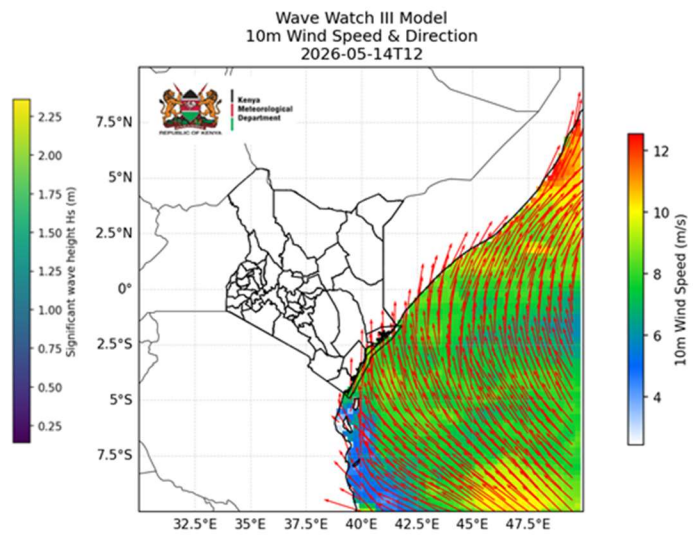 Wave Watch III Model
10m Wind Speed & Direction
2026-05-14T12
Kenya
Meteorological
Department
REPUBLIC OF KENYA
7.5°N
5°N
2.5°N
0°
2.5°S
5°S
7.5°S
32.5°E 35°E 37.5°E 40°E 42.5°E 45°E 47.5°E
2.25
2.00
1.75
1.50
1.25
1.00
0.75
0.50
0.25
Significant wave height Hs (m)
12
10
8
6
4
10m Wind Speed (m/s)